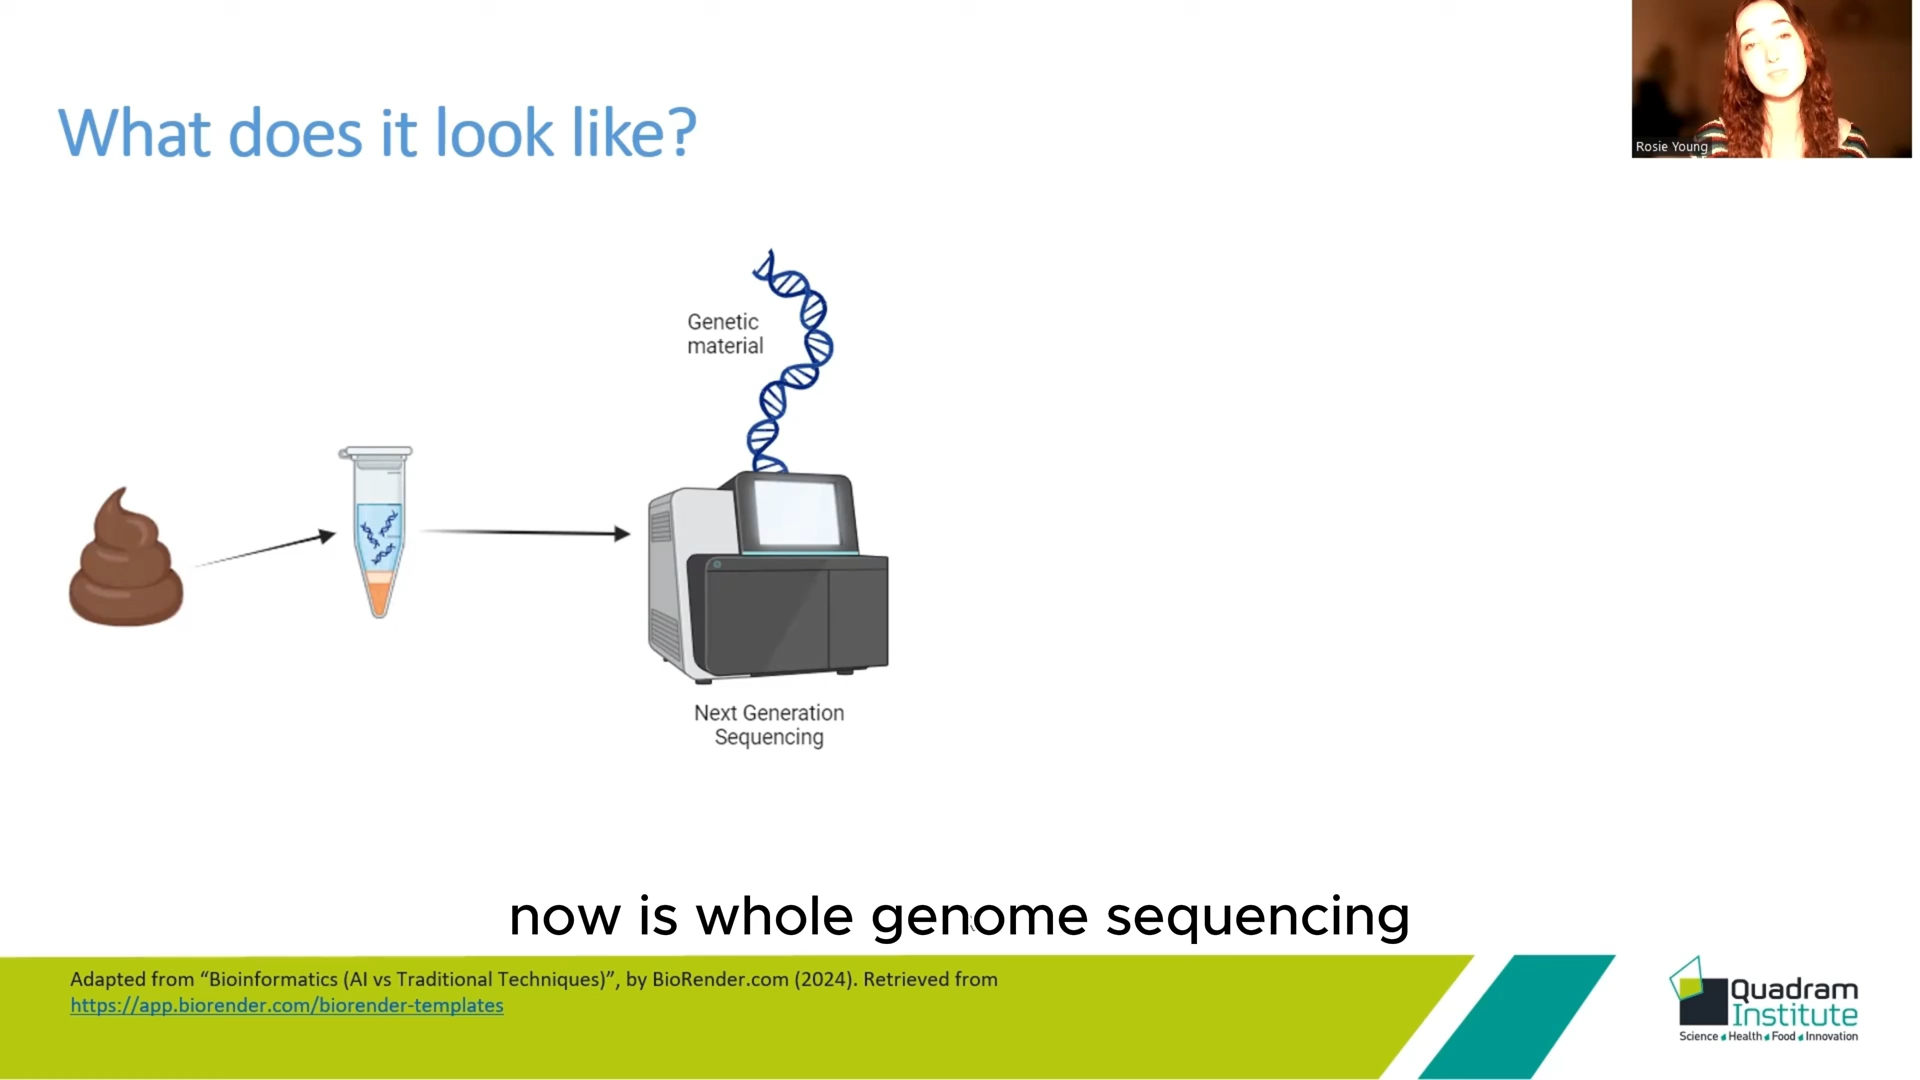 What does it look like?
Rosie Young
Genetic
material
Next Generation
Sequencing
now is whole genome sequencing
Adapted from “Bioinformatics (AI vs Traditional Techniques)”, by BioRender.com (2024). Retrieved from
https://app.biorender.com/biorender-templates
Quadram
Institute
Science Health Food Innovation